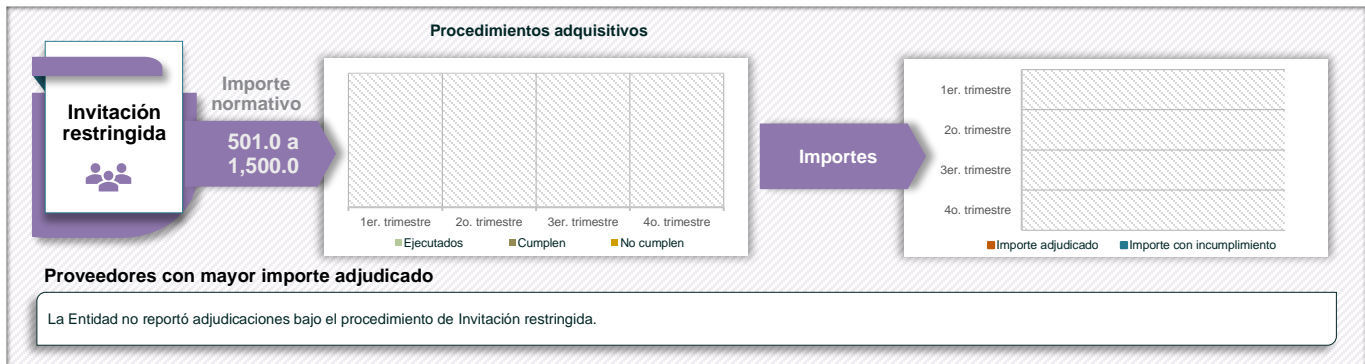 Procedimientos adquisitivos
Invitación
restringida
Importe
normativo
501.0 a
1,500.0
1er. trimestre 2o. trimestre 3er. trimestre 4o. trimestre
Ejecutados Cumplen No cumplen
Importes
1er. trimestre
2o. trimestre
3er. trimestre
4o. trimestre
Importe adjudicado Importe con incumplimiento
Proveedores con mayor importe adjudicado
La Entidad no reportó adjudicaciones bajo el procedimiento de Invitación restringida.